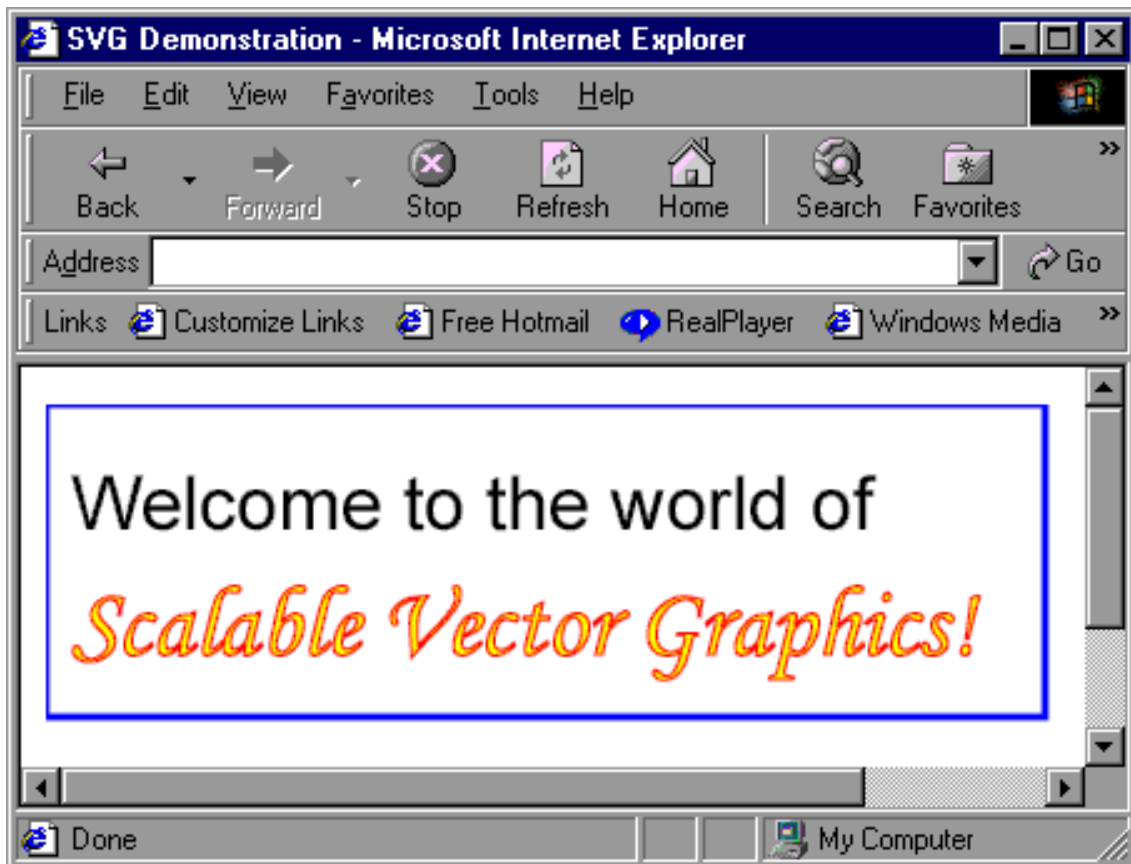 SVG Demonstration - Microsoft Internet Explorer
File Edit View Favorites Tools Help
Back Forward Stop Refresh Home Search Favorites
Address Go
Links Customize Links Free Hotmail RealPlayer Windows Media
Welcome to the world of
Scalable Vector Graphics!
Done My Computer